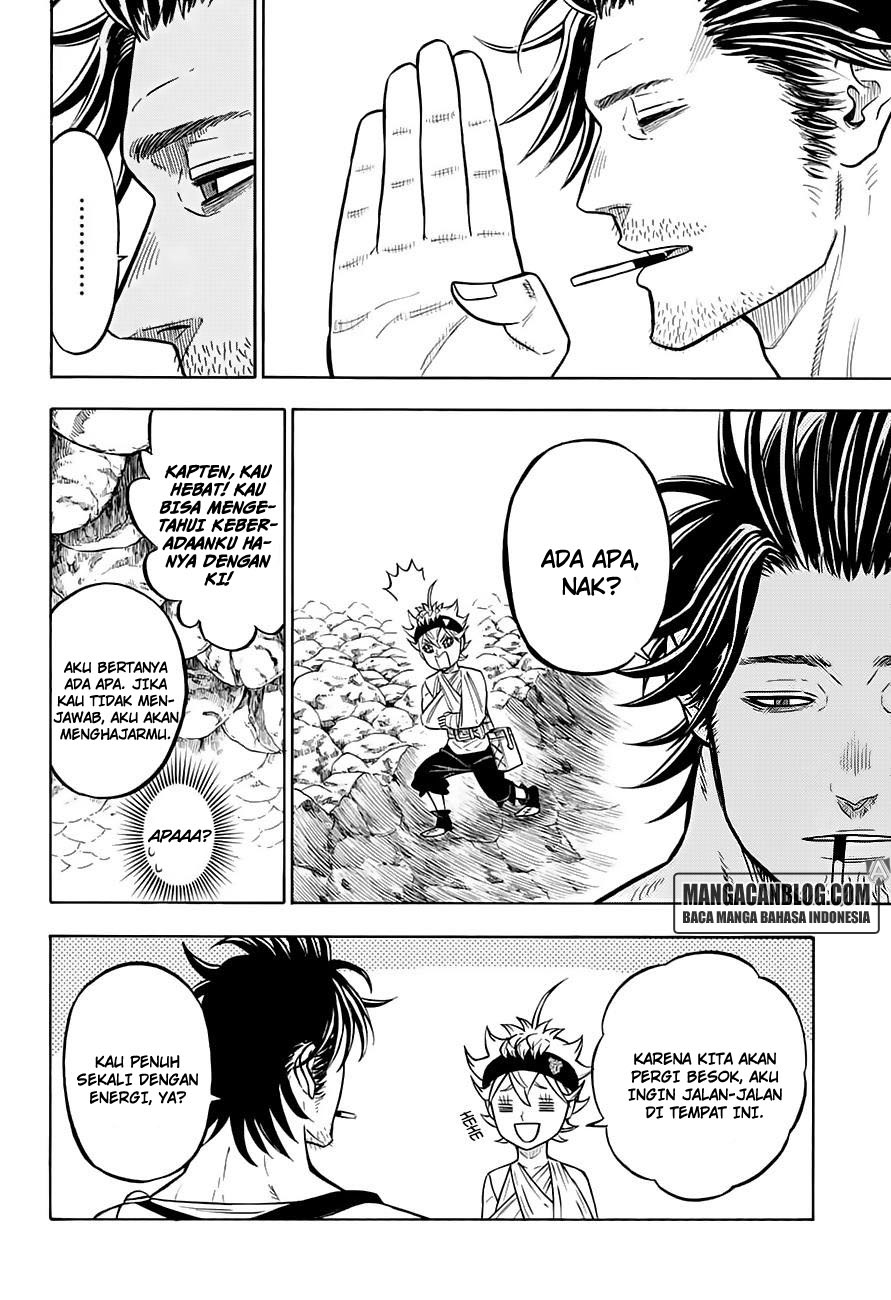 ..........
ADA APA,
NAK?
KAPTEN, KAU
HEBAT! KAU
BISA MENGE-
TAHUI KEBER-
ADAANKU HA-
NYA DENGAN
KI!
AKU BERTANYA
ADA APA. JIKA
KAU TIDAK MEN-
JAWAB, AKU AKAN
MENGHAJARMU.
APAAA?
MANGACANBLOG.COM
BACA MANGA BAHASA INDONESIA
KARENA KITA AKAN
PERGI BESOK, AKU
INGIN JALAN-JALAN
DI TEMPAT INI.
HEHE
KAU PENUH
SEKALI DENGAN
ENERGI, YA?